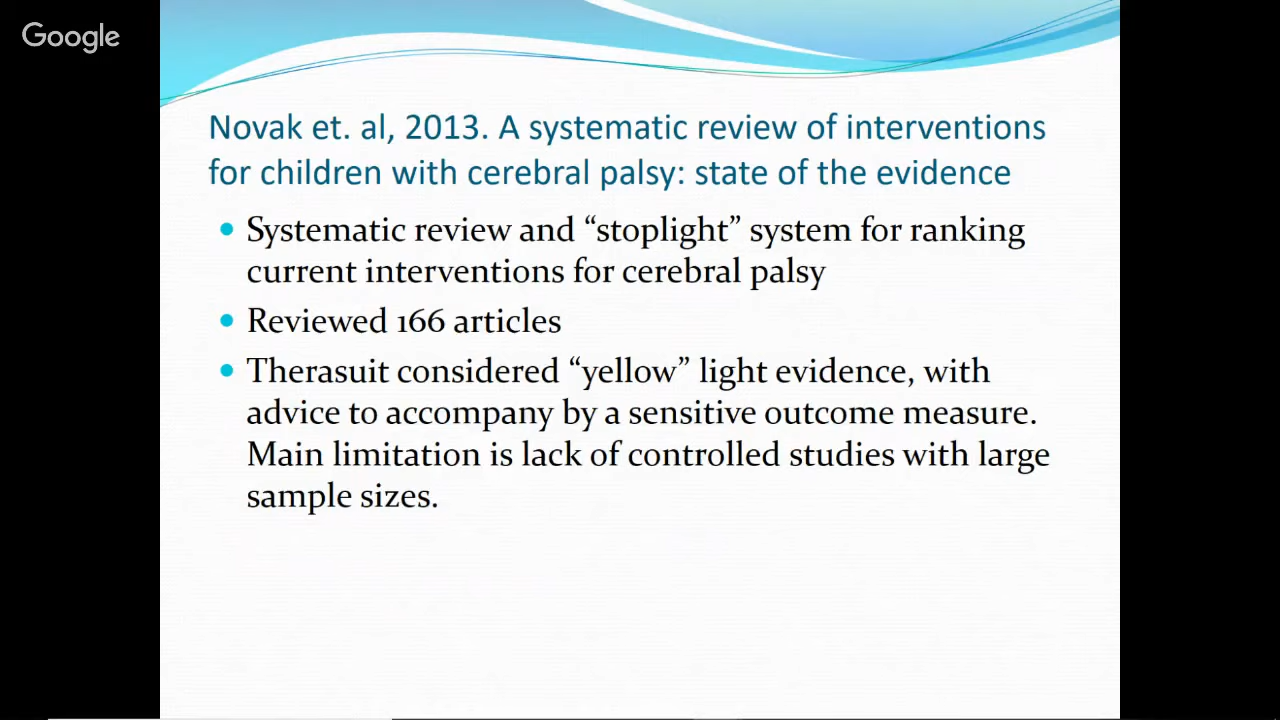 Google
Novak et. al, 2013. A systematic review of interventions
for children with cerebral palsy: state of the evidence
• Systematic review and “stoplight” system for ranking
current interventions for cerebral palsy
• Reviewed 166 articles
• Therasuit considered “yellow” light evidence, with
advice to accompany by a sensitive outcome measure.
Main limitation is lack of controlled studies with large
sample sizes.